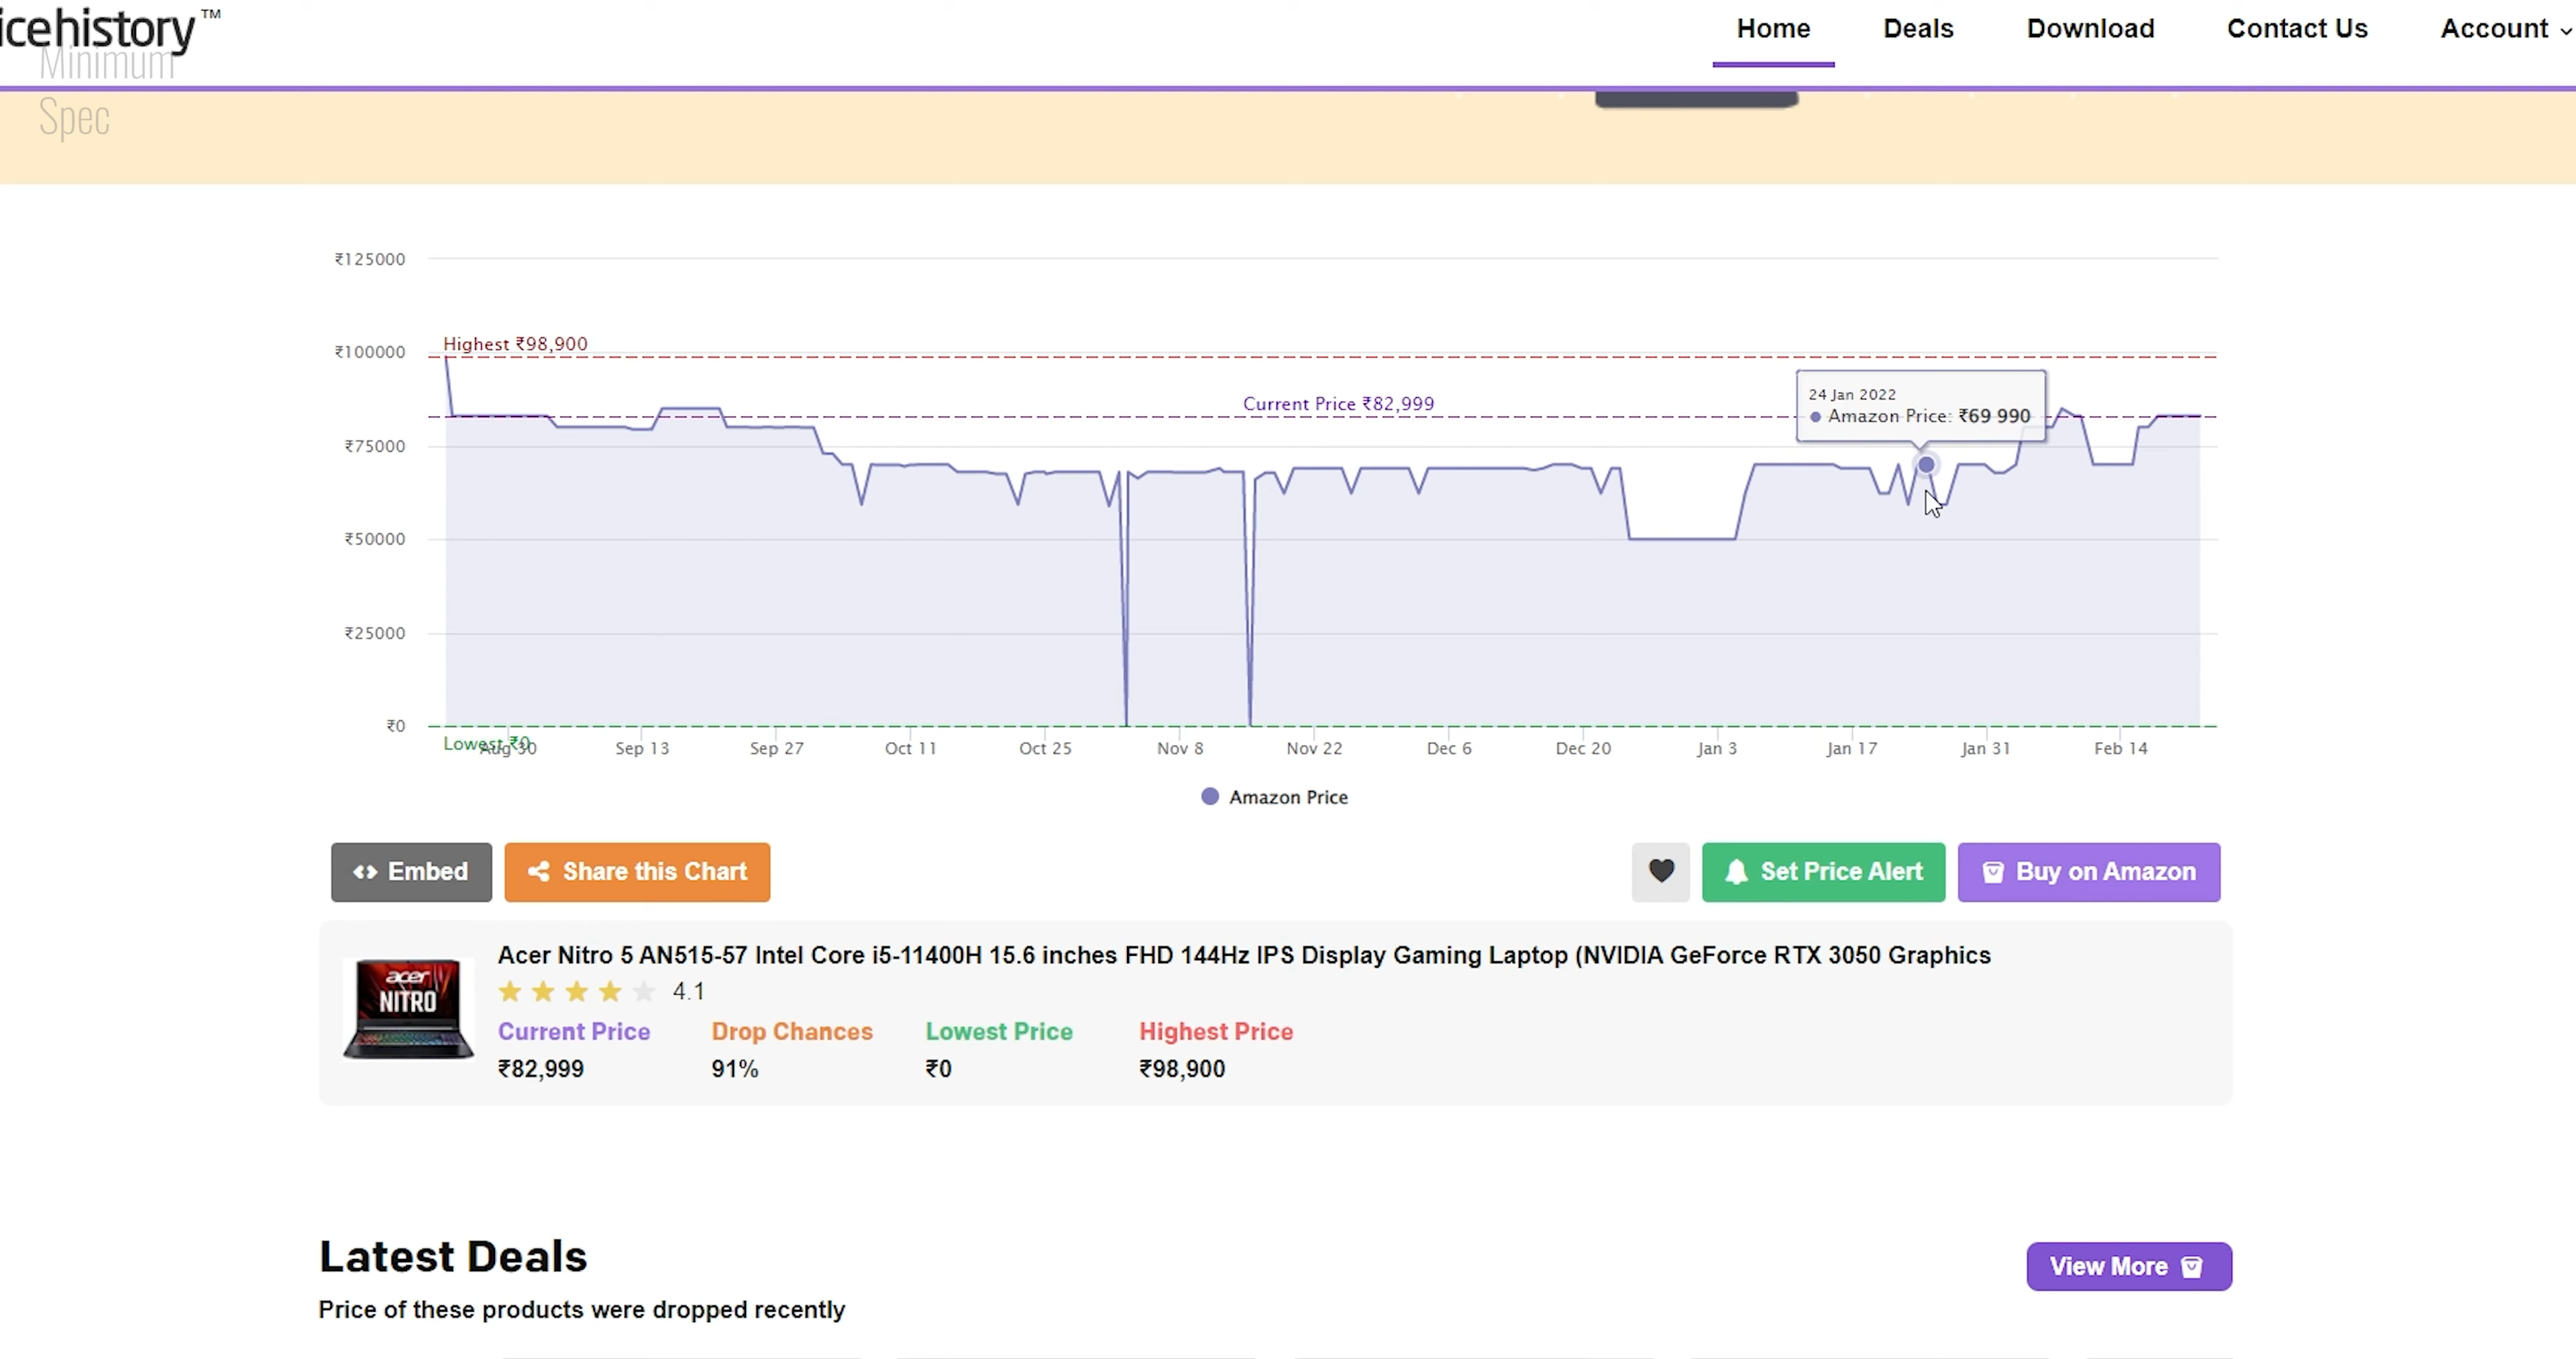 icehistory™
Home Deals Download Contact Us Account
Minimum
Spec
₹125000
₹100000
₹75000
₹50000
₹25000
₹0
Highest ₹98,900
Current Price ₹82,999
24 Jan 2022
Amazon Price: ₹69 990
Lowest ₹0
Aug 30 Sep 13 Sep 27 Oct 11 Oct 25 Nov 8 Nov 22 Dec 6 Dec 20 Jan 3 Jan 17 Jan 31 Feb 14
Amazon Price
Embed Share this Chart Set Price Alert Buy on Amazon
acer
NITRO
Acer Nitro 5 AN515-57 Intel Core i5-11400H 15.6 inches FHD 144Hz IPS Display Gaming Laptop (NVIDIA GeForce RTX 3050 Graphics
4.1
Current Price Drop Chances Lowest Price Highest Price
₹82,999 91% ₹0 ₹98,900
Latest Deals
View More
Price of these products were dropped recently